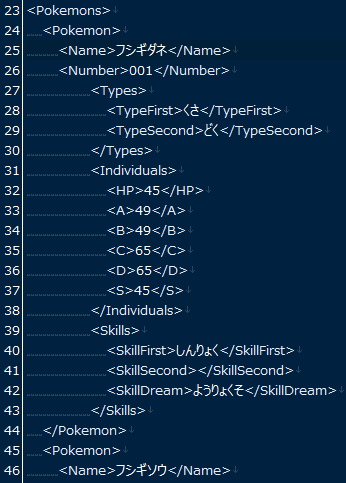 23 <Pokemons>↓
24 <Pokemon>↓
25 <Name>フシギダネ</Name>↓
26 <Number>001</Number>↓
27 <Types>↓
28 <TypeFirst>くさ</TypeFirst>↓
29 <TypeSecond>どく</TypeSecond>↓
30 </Types>↓
31 <Individuals>↓
32 <HP>45</HP>↓
33 <A>49</A>↓
34 <B>49</B>↓
35 <C>65</C>↓
36 <D>65</D>↓
37 <S>45</S>↓
38 </Individuals>↓
39 <Skills>↓
40 <SkillFirst>しんりょく</SkillFirst>↓
41 <SkillSecond></SkillSecond>↓
42 <SkillDream>ようりょくそ</SkillDream>↓
43 </Skills>↓
44 </Pokemon>↓
45 <Pokemon>↓
46 <Name>フシギソウ</Name>↓